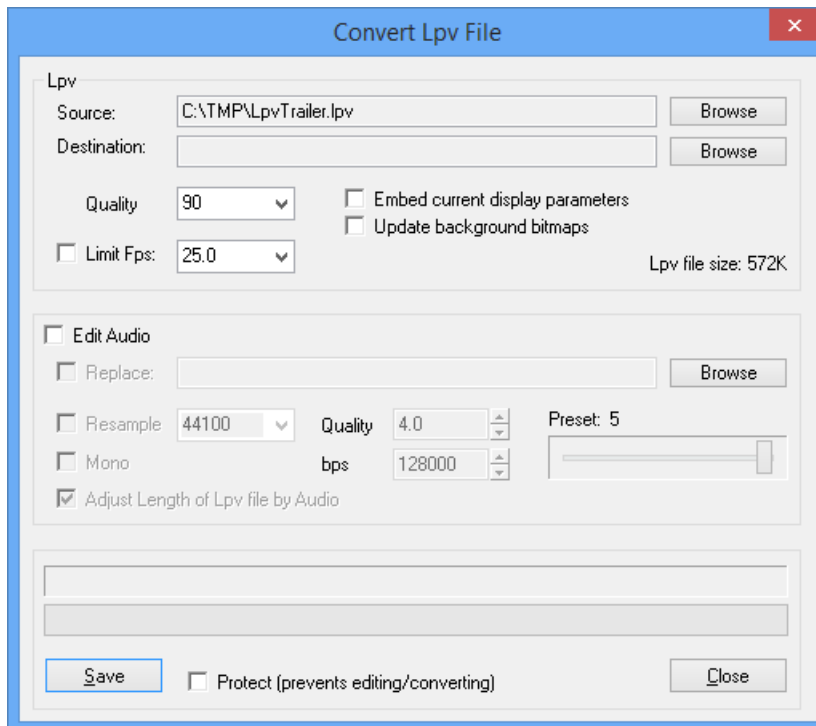 Convert Lpv File
Lpv
Source: C:\TMP\LpvTrailer.lpv Browse
Destination: Browse
Quality 90 Embed current display parameters
Update background bitmaps
Limit Fps: 25.0
Lpv file size: 572K
Edit Audio
Replace: Browse
Resample 44100 Quality 4.0 Preset: 5
Mono bps 128000
Adjust Length of Lpv file by Audio
Save Protect (prevents editing/converting) Close